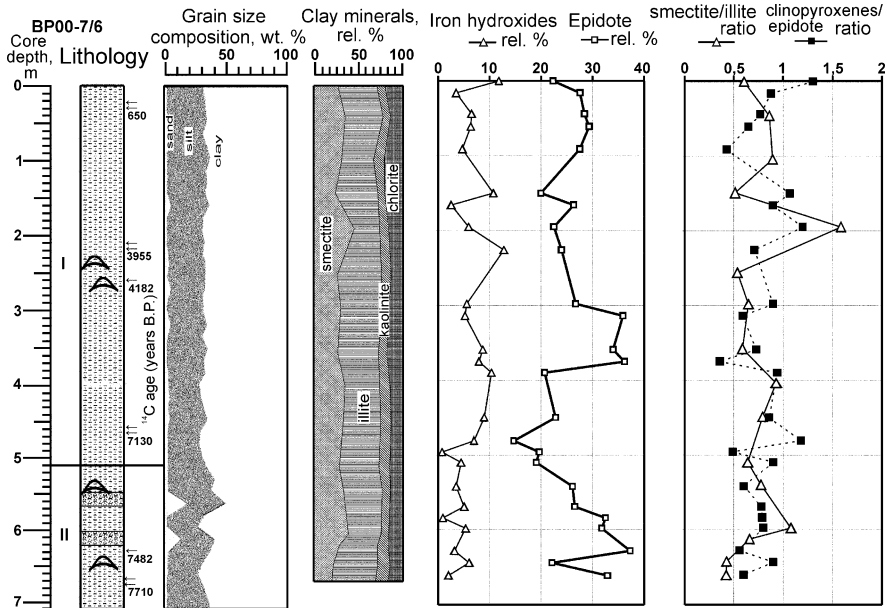 BP00-7/6
Core
depth,
m
Lithology
Grain size
composition, wt. %
0 50 100
Clay minerals,
rel. %
0 50 100
Iron hydroxides
rel. %
Epidote
rel. %
0 10 20 30 40
smectite/illite
ratio
clinopyroxenes/
epidote ratio
0 0.5 1 1.5 2
0
1
2
3
4
5
6
7
I
II
650
3955
4182
7130
7482
7710
14C age (years B.P.)
sand
silt
clay
smectite
illite
kaolinite
chlorite